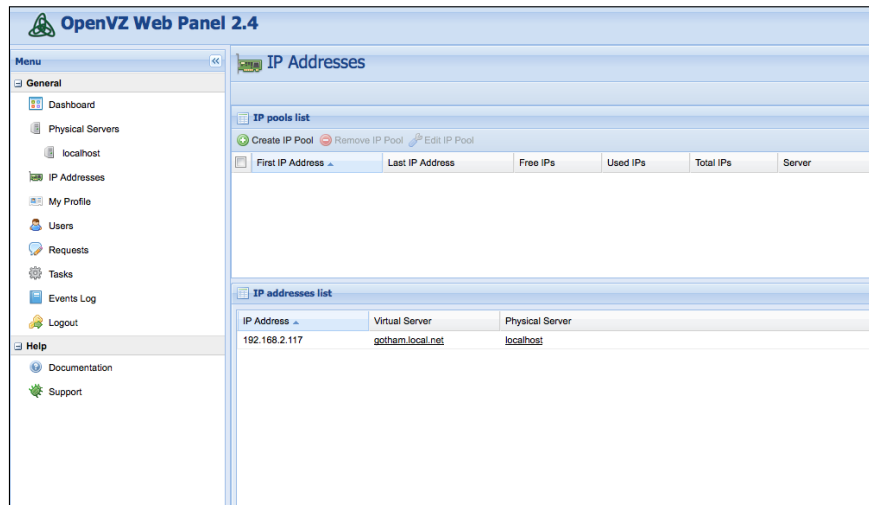 OpenVZ Web Panel 2.4
Menu
General
Dashboard
Physical Servers
localhost
IP Addresses
My Profile
Users
Requests
Tasks
Events Log
Logout
Help
Documentation
Support
IP Addresses
IP pools list
Create IP Pool Remove IP Pool Edit IP Pool
First IP Address Last IP Address Free IPs Used IPs Total IPs Server
IP addresses list
IP Address Virtual Server Physical Server
192.168.2.117 gotham.local.net localhost